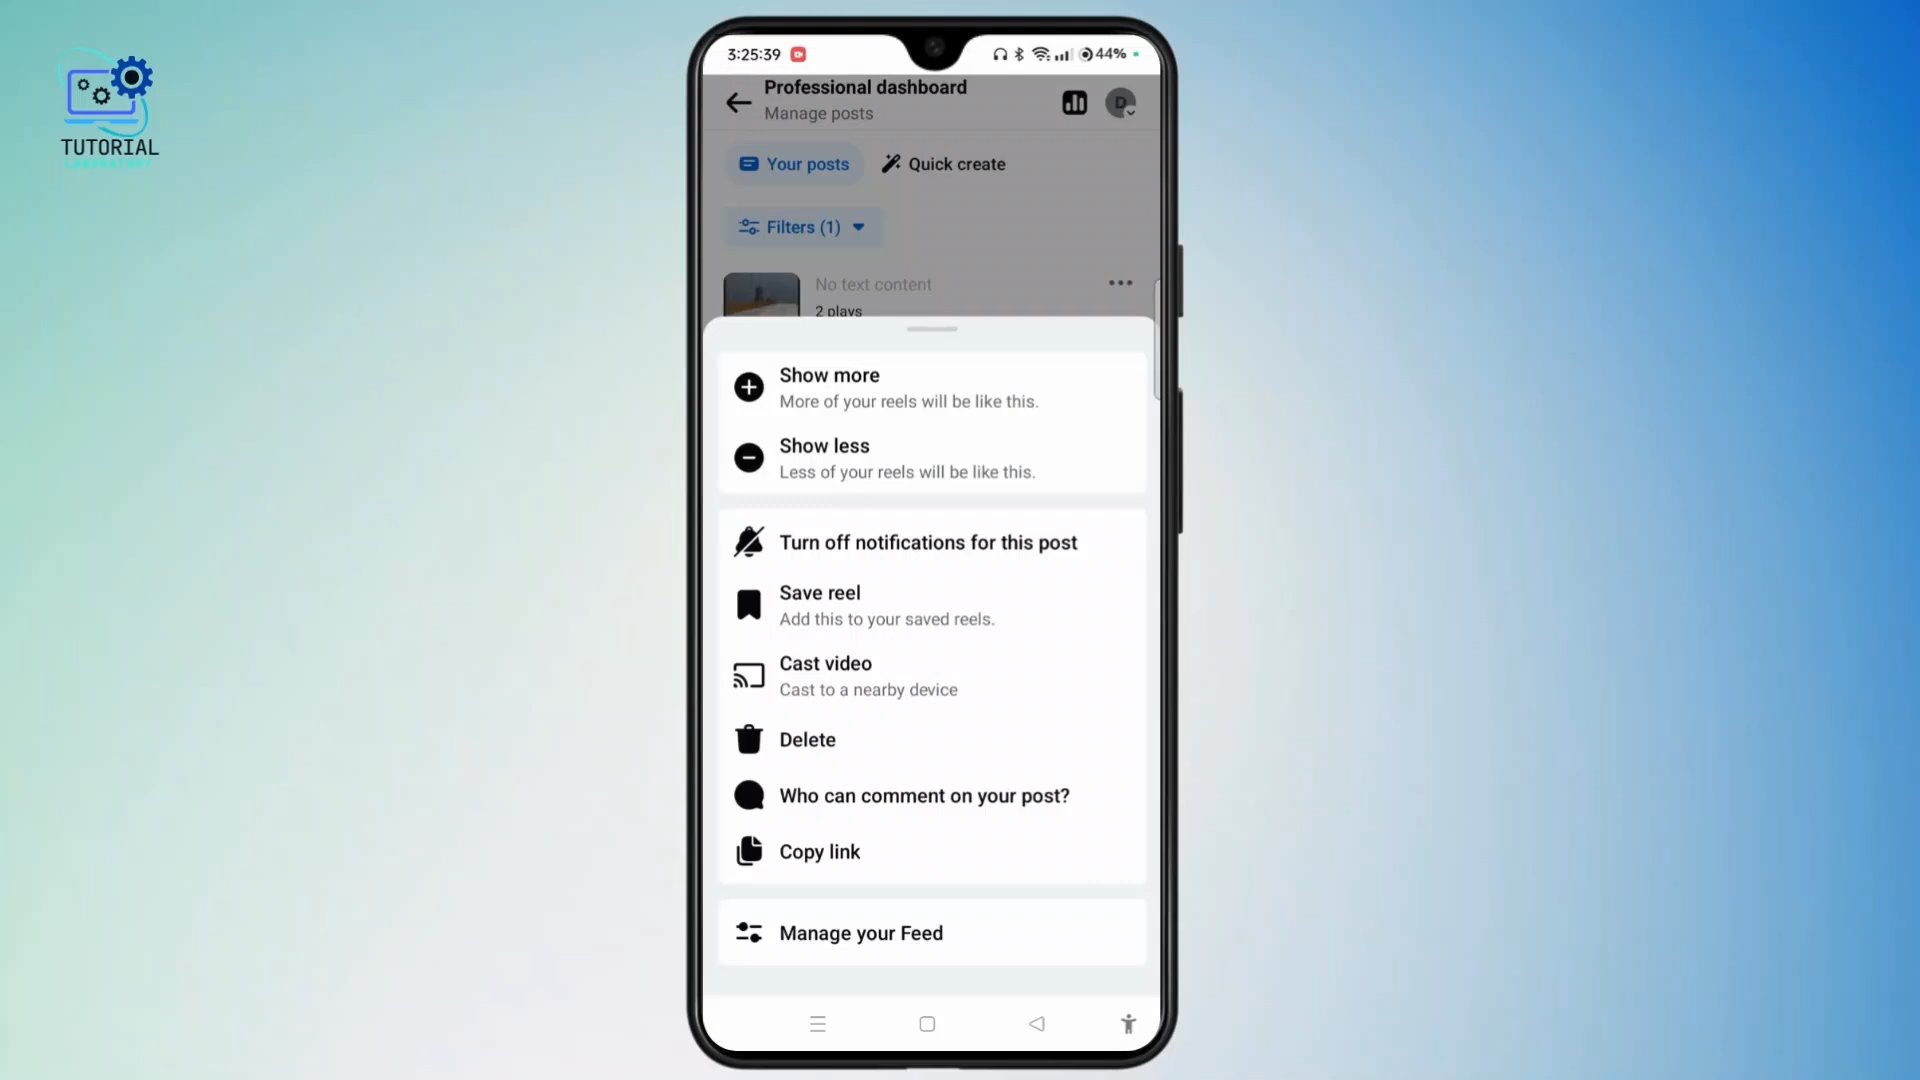 TUTORIAL
LABORATORY
3:25:39
44%
Professional dashboard
Manage posts
D
Your posts
Quick create
Filters (1)
No text content
2 plays
Show more
More of your reels will be like this.
Show less
Less of your reels will be like this.
Turn off notifications for this post
Save reel
Add this to your saved reels.
Cast video
Cast to a nearby device
Delete
Who can comment on your post?
Copy link
Manage your Feed